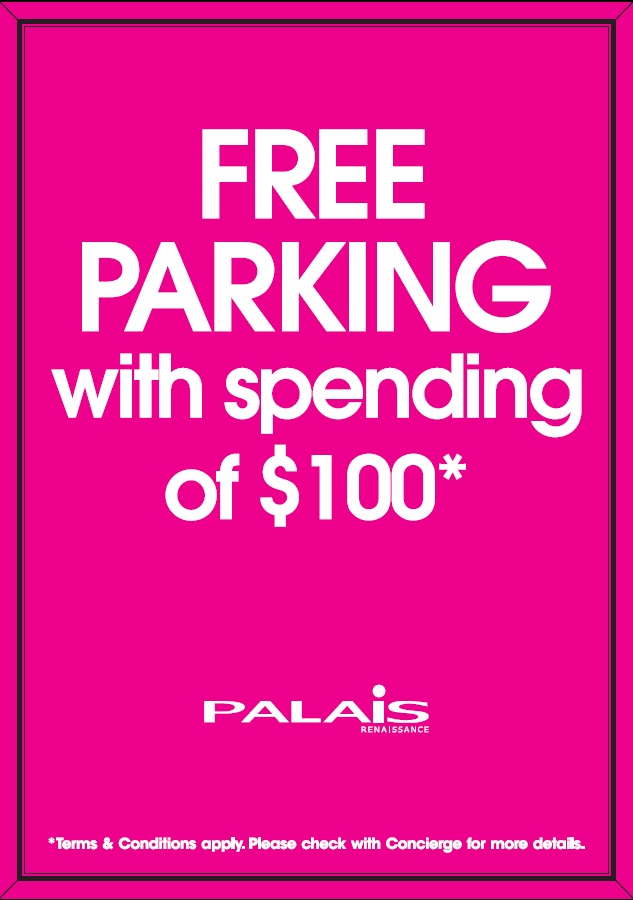 FREE
PARKING
with spending
of $100*
PALAiS
RENAISSANCE
*Terms & Conditions apply. Please check with Concierge for more details.